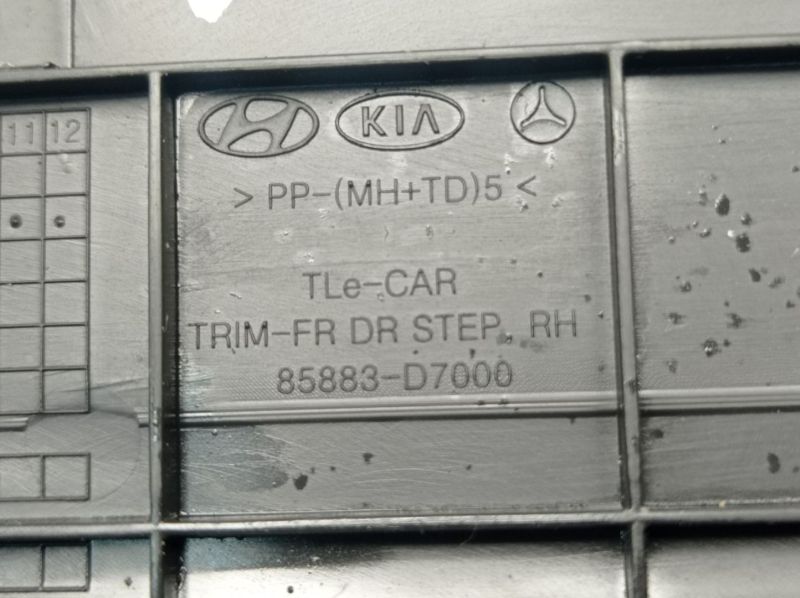 11 12
KIA
> PP-(MH+TD)5 <
TLe-CAR
TRIM-FR DR STEP, RH
85883-D7000